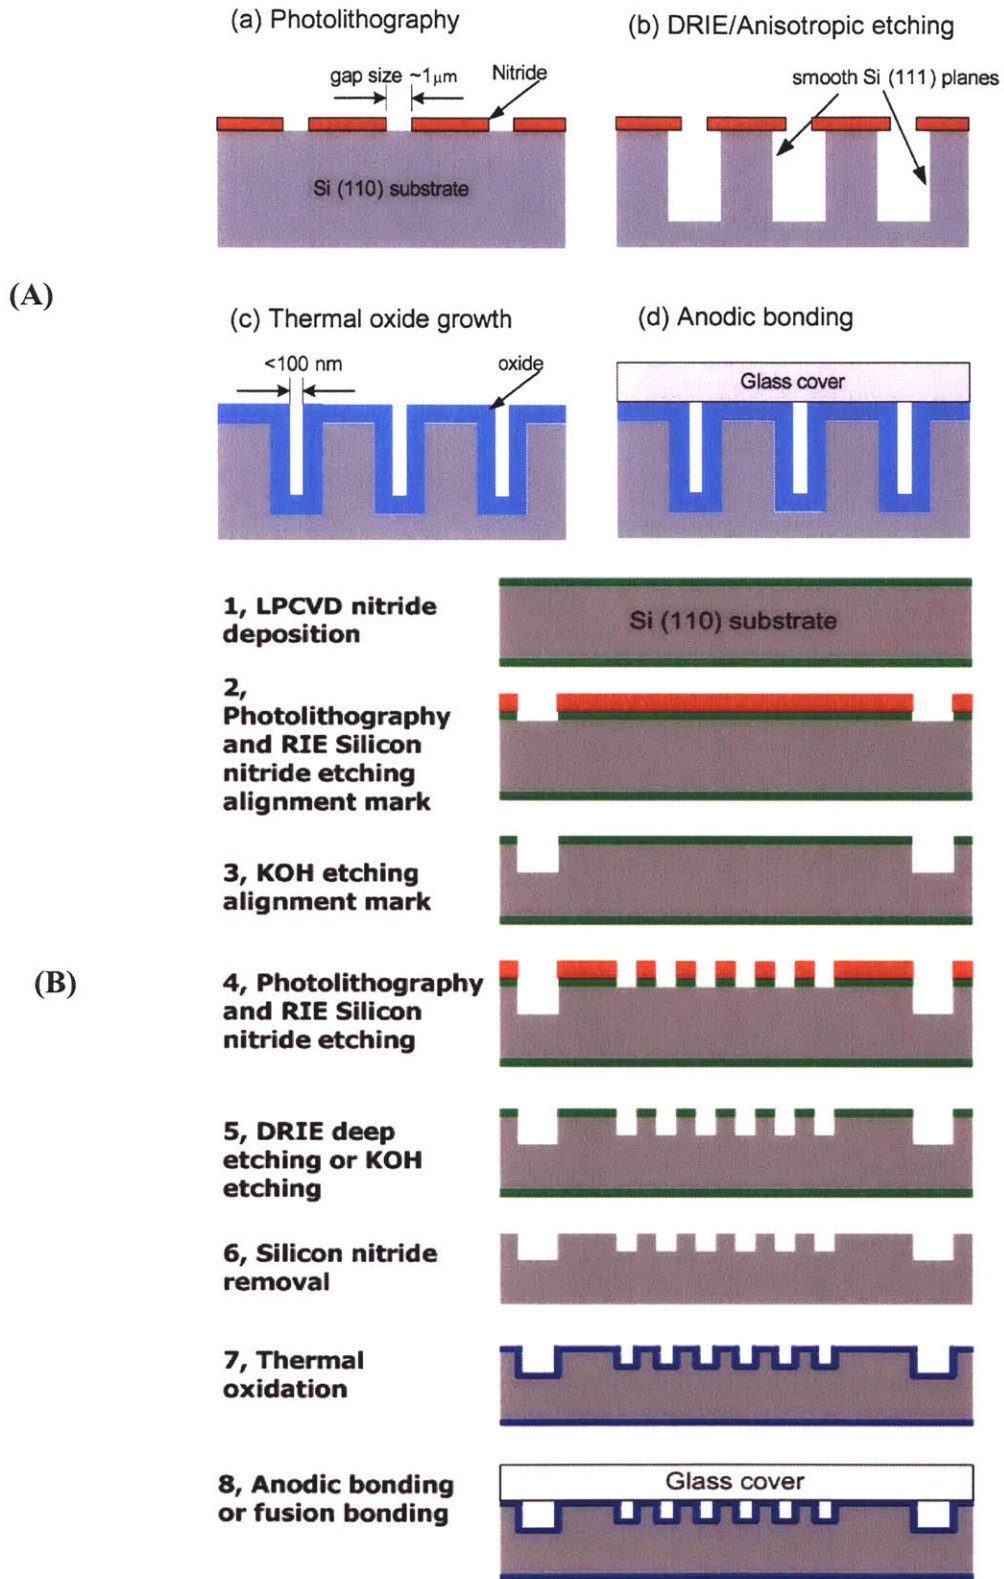 (a) Photolithography
(b) DRIE/Anisotropic etching
gap size ~1μm
Nitride
smooth Si (111) planes
Si (110) substrate
(A)
(c) Thermal oxide growth
(d) Anodic bonding
<100 nm
oxide
Glass cover
1, LPCVD nitride
deposition
Si (110) substrate
2,
Photolithography
and RIE Silicon
nitride etching
alignment mark
3, KOH etching
alignment mark
(B)
4, Photolithography
and RIE Silicon
nitride etching
5, DRIE deep
etching or KOH
etching
6, Silicon nitride
removal
7, Thermal
oxidation
8, Anodic bonding
or fusion bonding
Glass cover